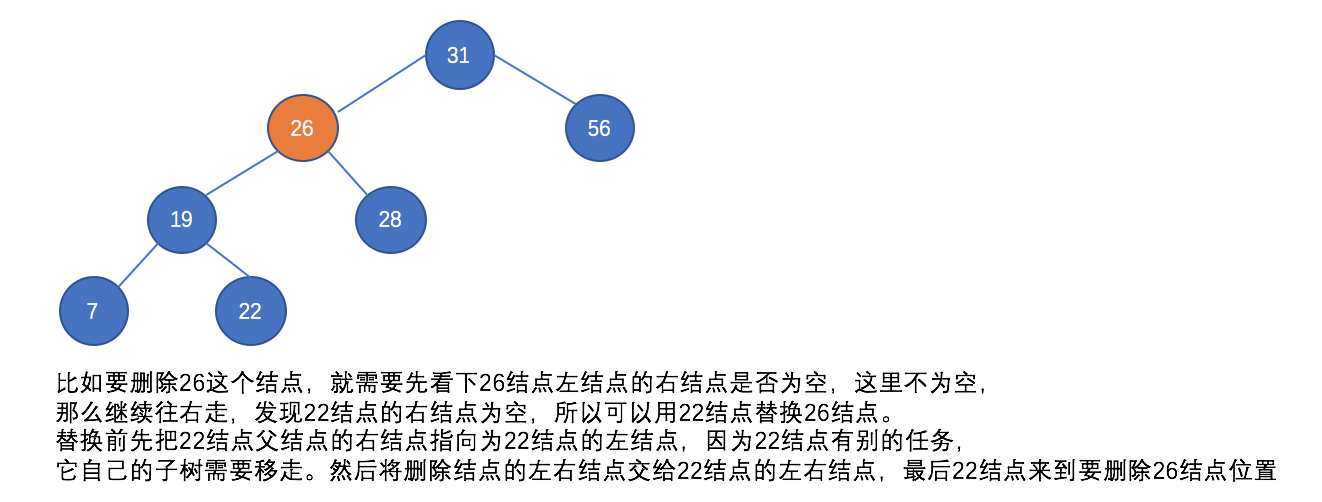 31
26
56
19
28
7
22
比如要删除26这个结点，就需要先看下26结点左结点的右结点是否为空，这里不为空，
那么继续往右走，发现22结点的右结点为空，所以可以用22结点替换26结点。
替换前先把22结点父结点的右结点指向为22结点的左结点，因为22结点有别的任务，
它自己的子树需要移走。然后将删除结点的左右结点交给22结点的左右结点，最后22结点来到要删除26结点位置